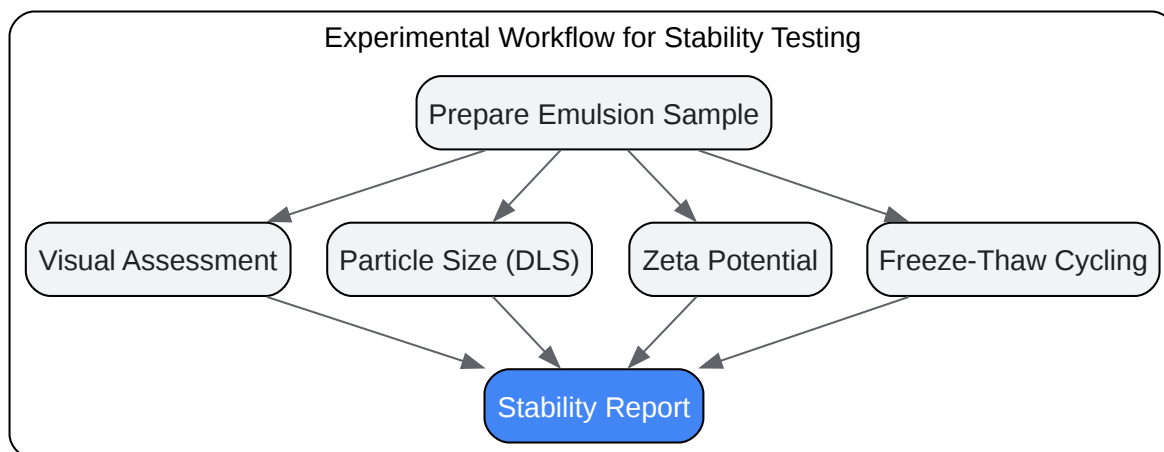 Experimental Workflow for Stability Testing
Prepare Emulsion Sample
Visual Assessment
Particle Size (DLS)
Zeta Potential
Freeze-Thaw Cycling
Stability Report